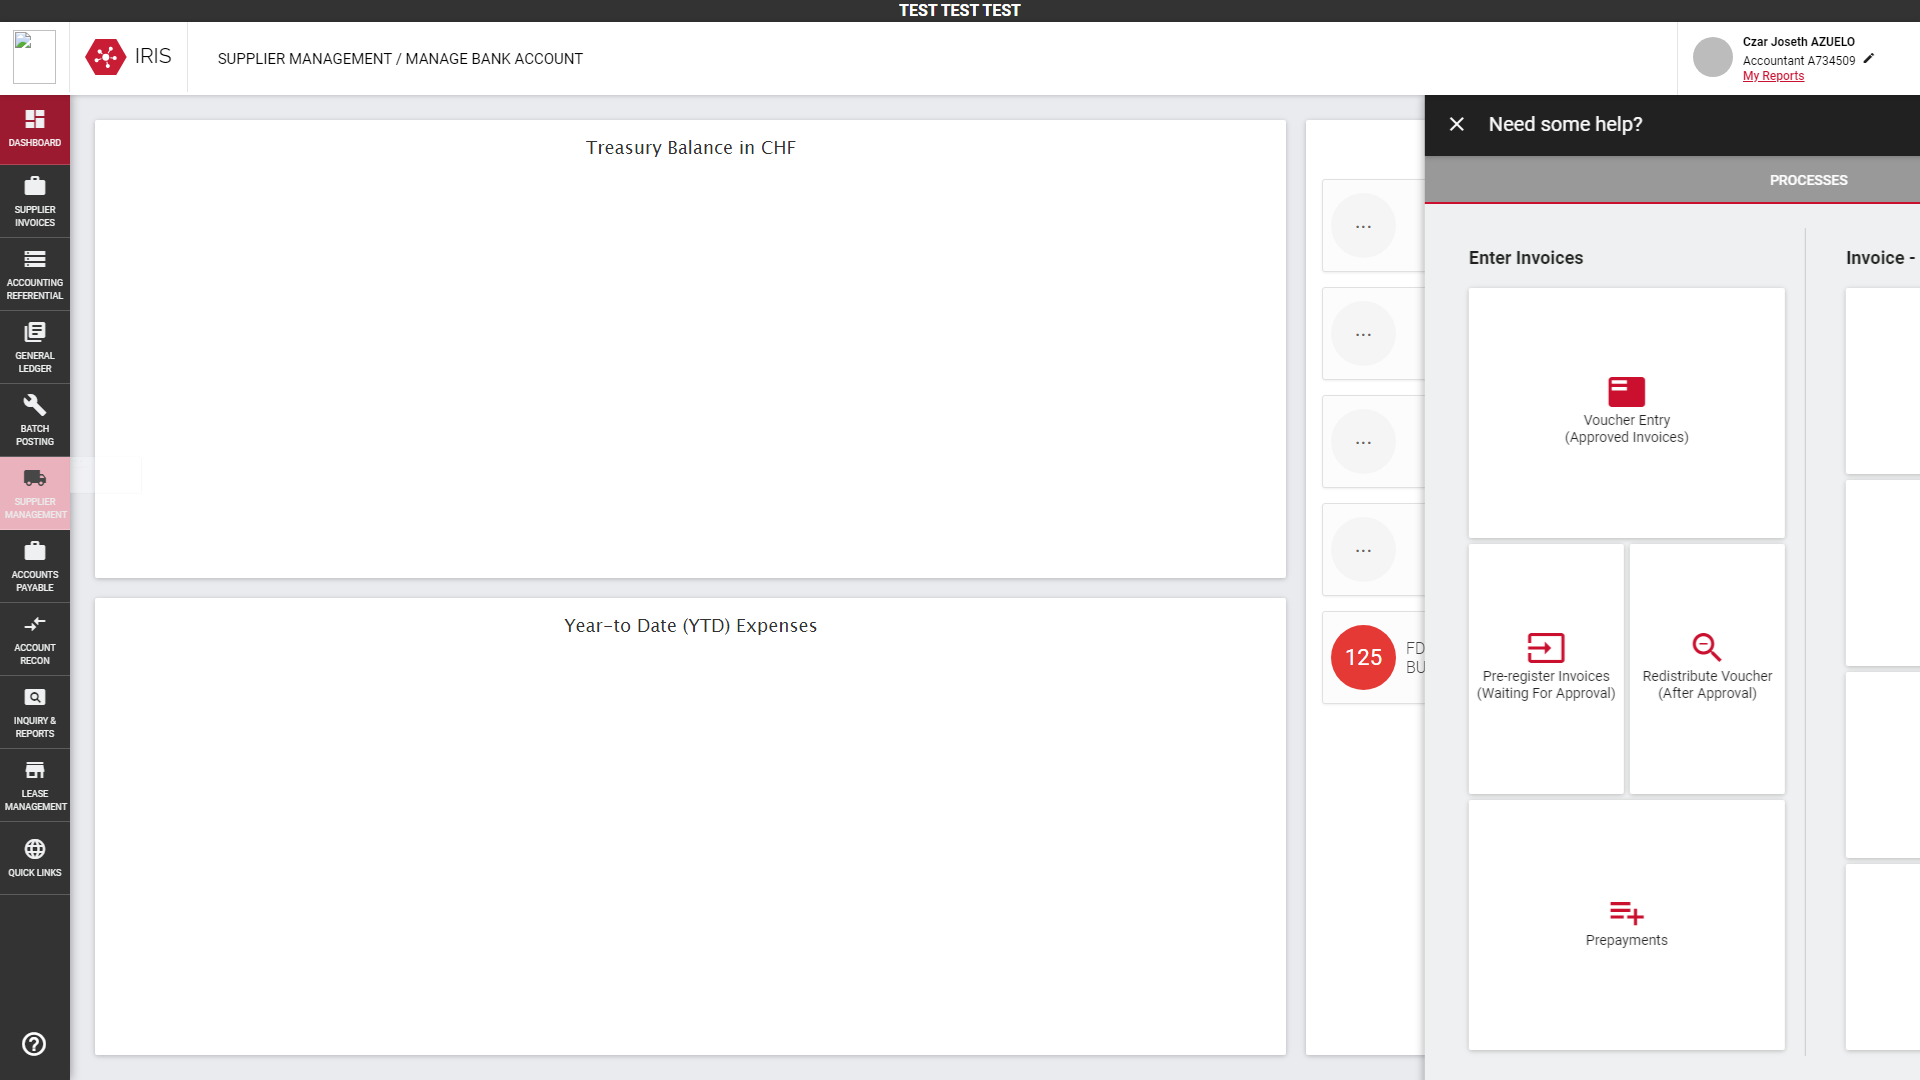 TEST TEST TEST
IRIS
SUPPLIER MANAGEMENT / MANAGE BANK ACCOUNT
Czar Joseth AZUELO
Accountant A734509
My Reports
DASHBOARD
SUPPLIER
INVOICES
ACCOUNTING
REFERENTIAL
GENERAL
LEDGER
BATCH
POSTING
SUPPLIER
MANAGEMENT
ACCOUNTS
PAYABLE
ACCOUNT
RECON
INQUIRY &
REPORTS
LEASE
MANAGEMENT
QUICK LINKS
Treasury Balance in CHF
Year-to Date (YTD) Expenses
...
...
...
...
125
FD
BU
Need some help?
PROCESSES
Enter Invoices
Voucher Entry
(Approved Invoices)
Pre-register Invoices
(Waiting For Approval)
Redistribute Voucher
(After Approval)
Prepayments
Invoice -